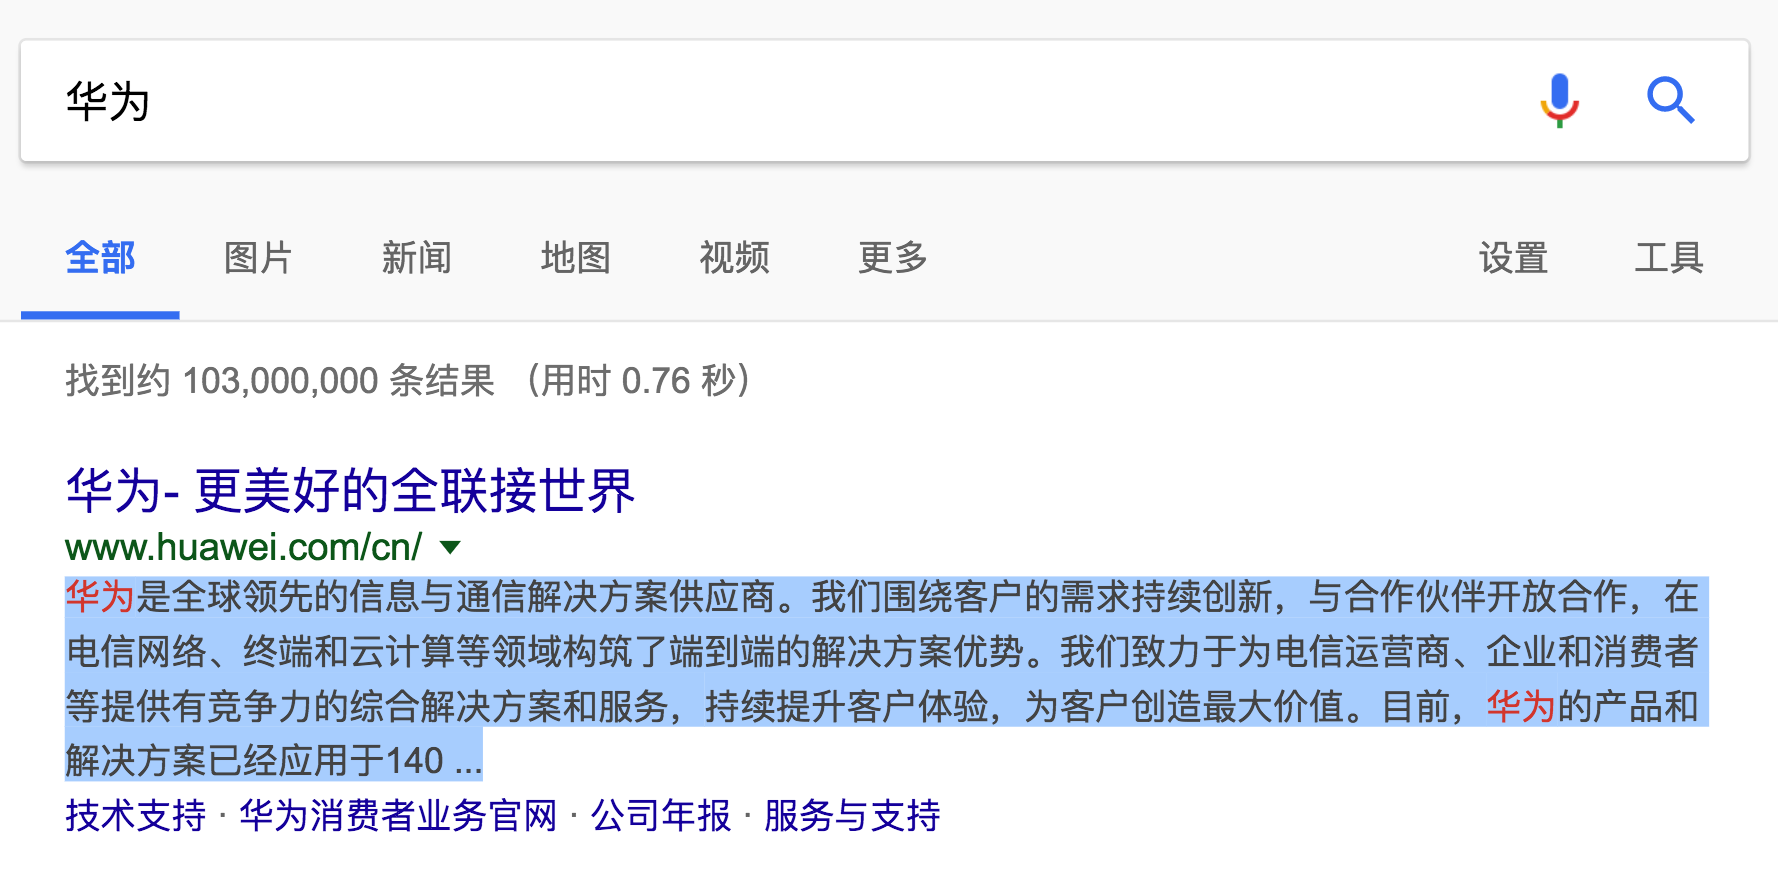 华为
全部 图片 新闻 地图 视频 更多 设置 工具
找到约 103,000,000 条结果 （用时 0.76 秒）
华为- 更美好的全联接世界
www.huawei.com/cn/
华为是全球领先的信息与通信解决方案供应商。我们围绕客户的需求持续创新，与合作伙伴开放合作，在
电信网络、终端和云计算等领域构筑了端到端的解决方案优势。我们致力于为电信运营商、企业和消费者
等提供有竞争力的综合解决方案和服务，持续提升客户体验，为客户创造最大价值。目前，华为的产品和
解决方案已经应用于140 ...
技术支持 · 华为消费者业务官网 · 公司年报 · 服务与支持